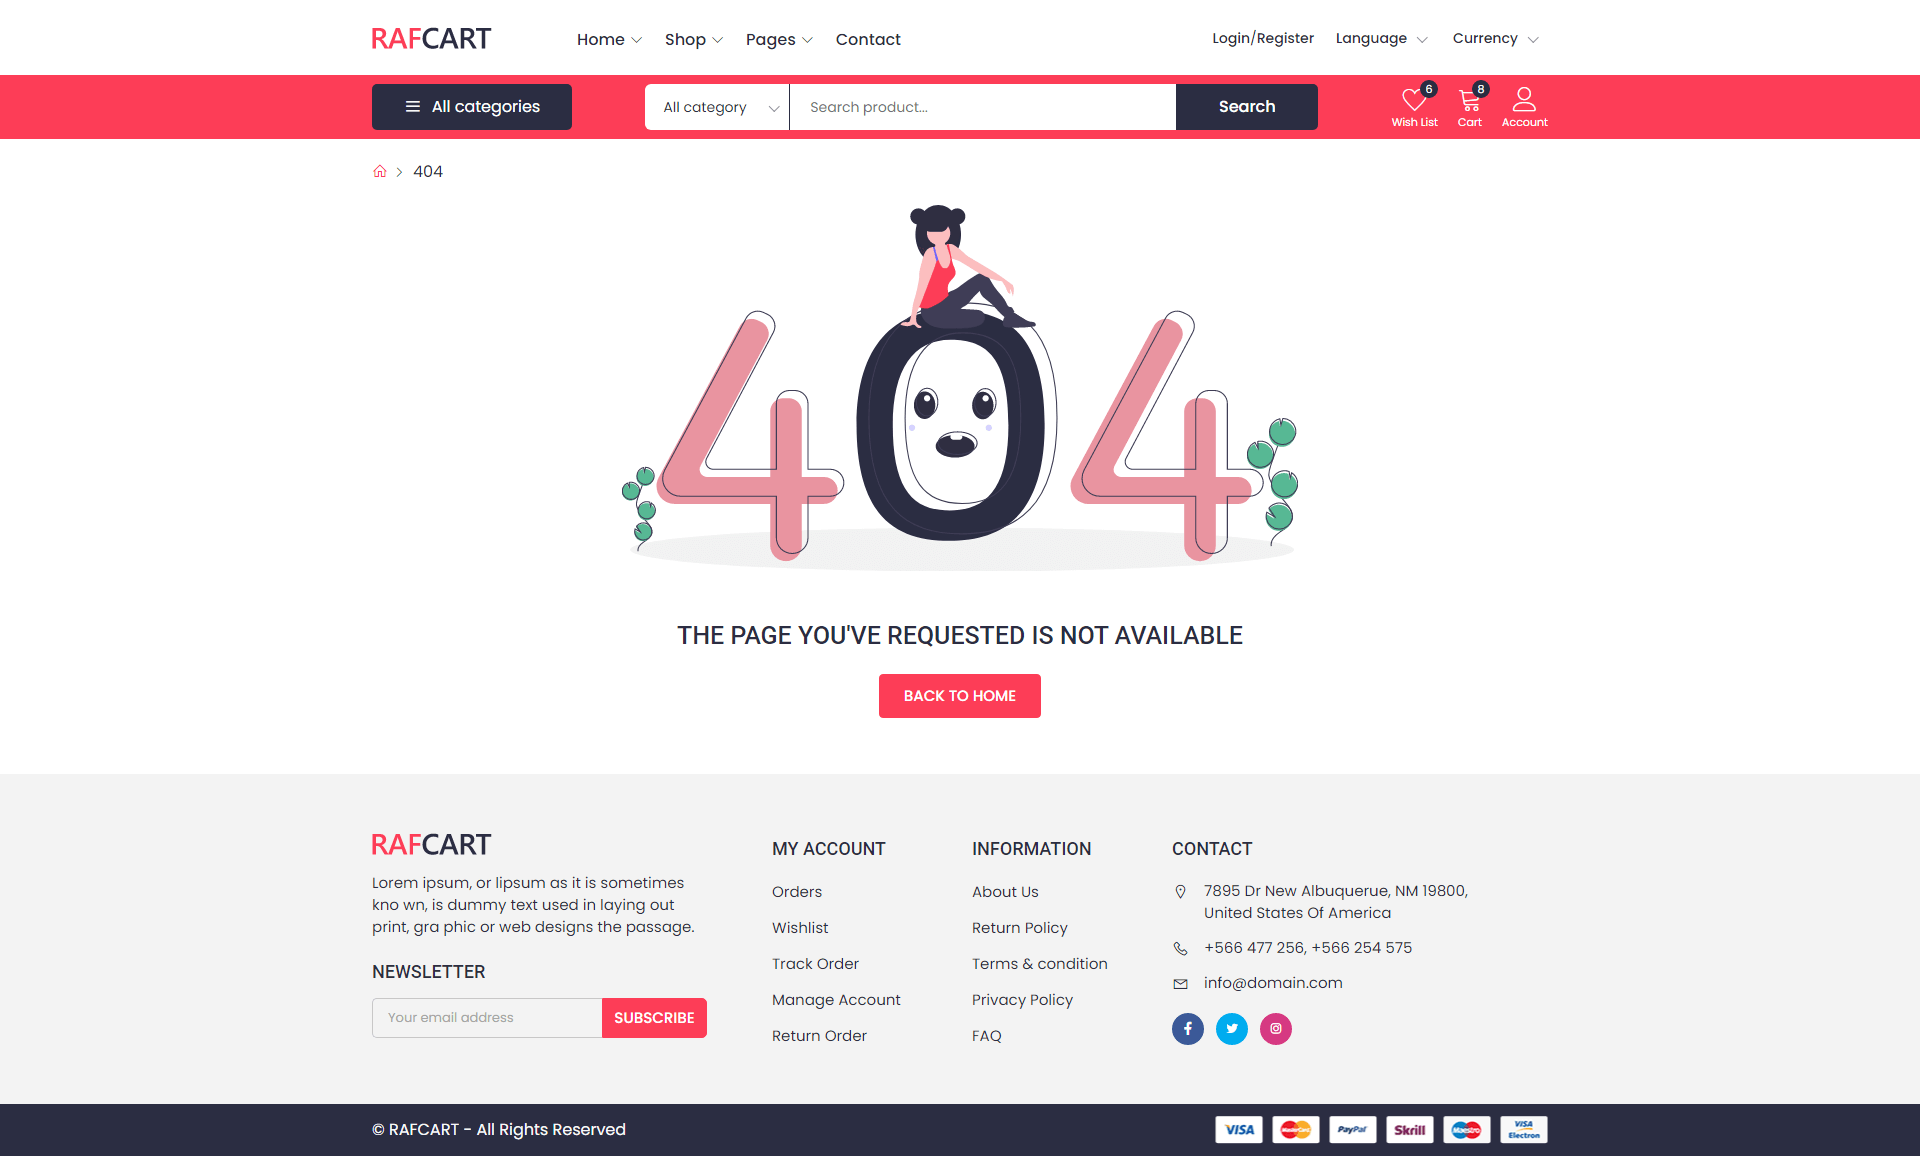 RAFCART
Home Shop Pages Contact
Login/Register Language Currency
All categories
All category Search product... Search
6 8
Wish List Cart Account
404
404
THE PAGE YOU'VE REQUESTED IS NOT AVAILABLE
BACK TO HOME
RAFCART
Lorem ipsum, or lipsum as it is sometimes
kno wn, is dummy text used in laying out
print, gra phic or web designs the passage.
NEWSLETTER
Your email address SUBSCRIBE
MY ACCOUNT
Orders
Wishlist
Track Order
Manage Account
Return Order
INFORMATION
About Us
Return Policy
Terms & condition
Privacy Policy
FAQ
CONTACT
7895 Dr New Albuquerue, NM 19800,
United States Of America
+566 477 256, +566 254 575
info@domain.com
© RAFCART - All Rights Reserved
VISA MasterCard PayPal Skrill Maestro VISA Electron